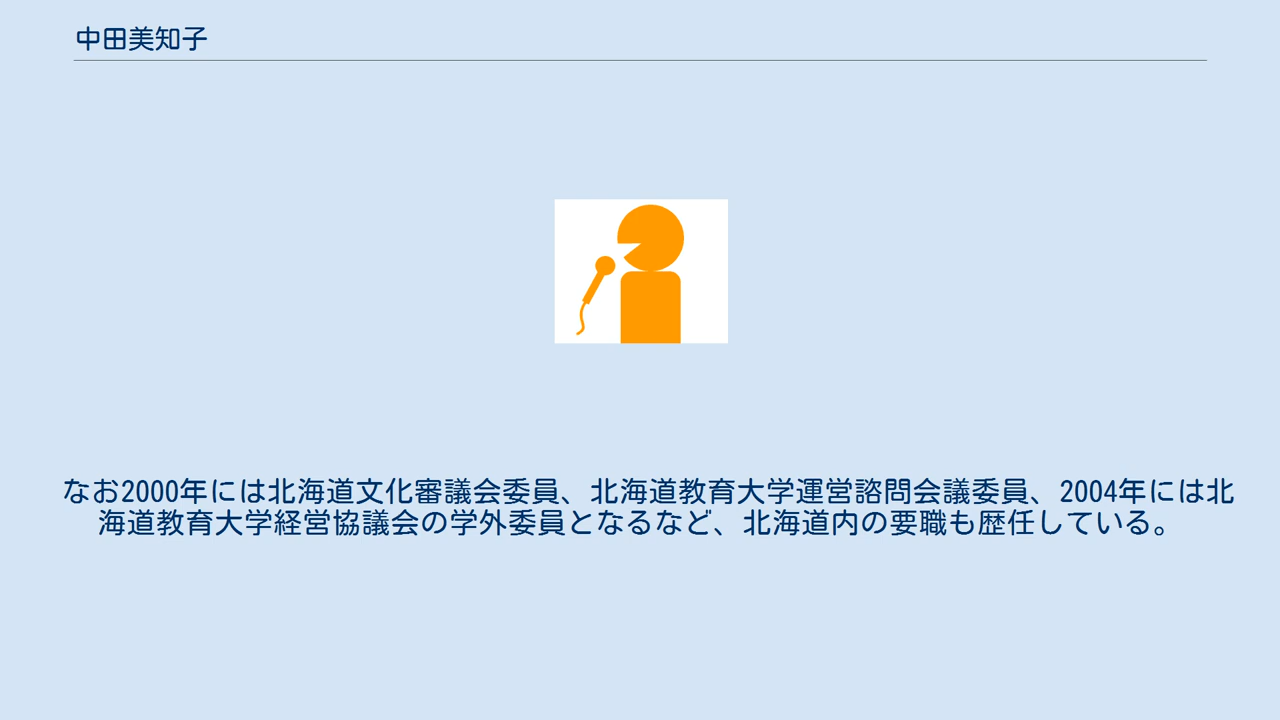 中田美知子
なお2000年には北海道文化審議会委員、北海道教育大学運営諮問会議委員、2004年には北
海道教育大学経営協議会の学外委員となるなど、北海道内の要職も歴任している。